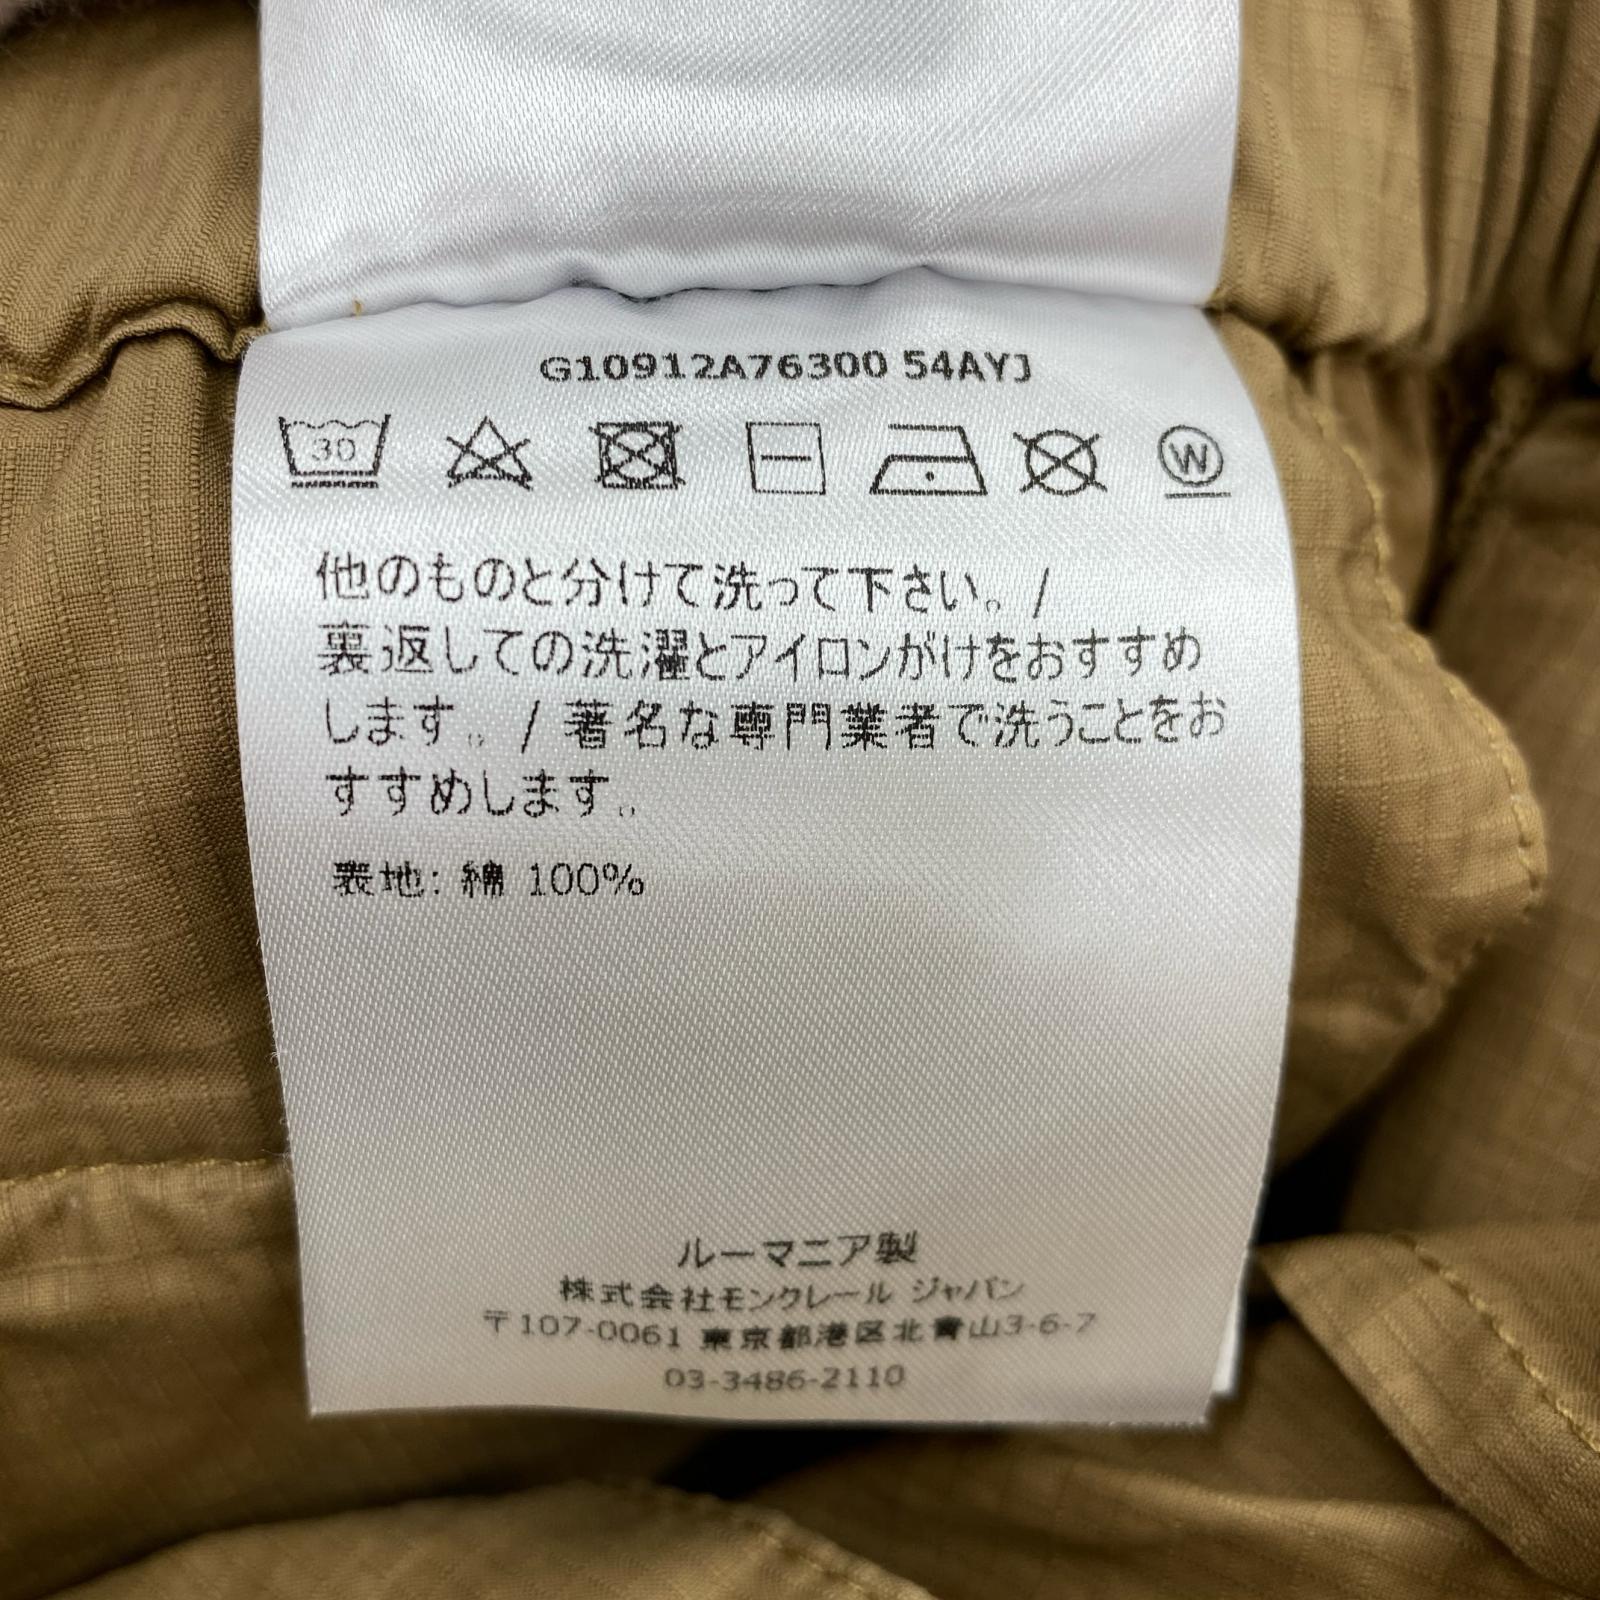 G10912A76300 54AYJ
30 W
他のものと分けて洗って下さい。 /
裏返しての洗濯とアイロンがけをおすすめ
します。 / 著名な専門業者で洗うことをお
すすめします。
表地: 綿 100%
ルーマニア製
株式会社モンクレール ジャパン
〒107-0061 東京都港区北青山3-6-7
03-3486-2110